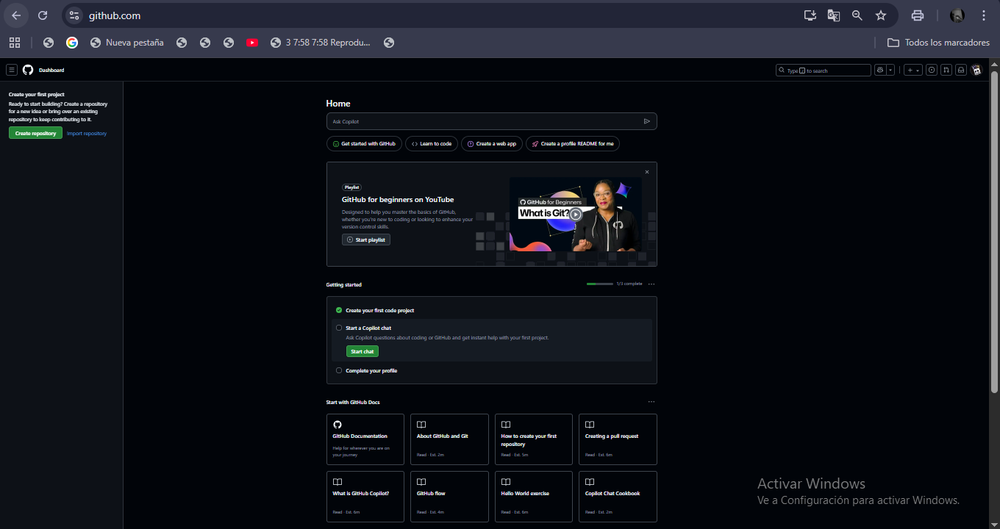 github.com
Nueva pestaña
3 7:58 7:58 Reprodu...
Todos los marcadores
Dashboard
Type / to search
Create your first project
Ready to start building? Create a repository
for a new idea or bring over an existing
repository to keep contributing to it.
Create repository
Import repository
Home
Ask Copilot
Get started with GitHub
Learn to code
Create a web app
Create a profile README for me
Playlist
GitHub for beginners on YouTube
Designed to help you master the basics of GitHub,
whether you're new to coding or looking to enhance your
version control skills.
Start playlist
GitHub for Beginners
What is Git?
Getting started
1/3 complete
Create your first code project
Start a Copilot chat
Ask Copilot questions about coding or GitHub and get instant help with your first project.
Start chat
Complete your profile
Start with GitHub Docs
GitHub Documentation
Help for wherever you are on
your journey
About GitHub and Git
Read · Est. 2m
How to create your first
repository
Read · Est. 5m
Creating a pull request
Read · Est. 6m
What is GitHub Copilot?
Read · Est. 6m
GitHub flow
Read · Est. 4m
Hello World exercise
Read · Est. 6m
Copilot Chat Cookbook
Read · Est. 2m
Activar Windows
Ve a Configuración para activar Windows.